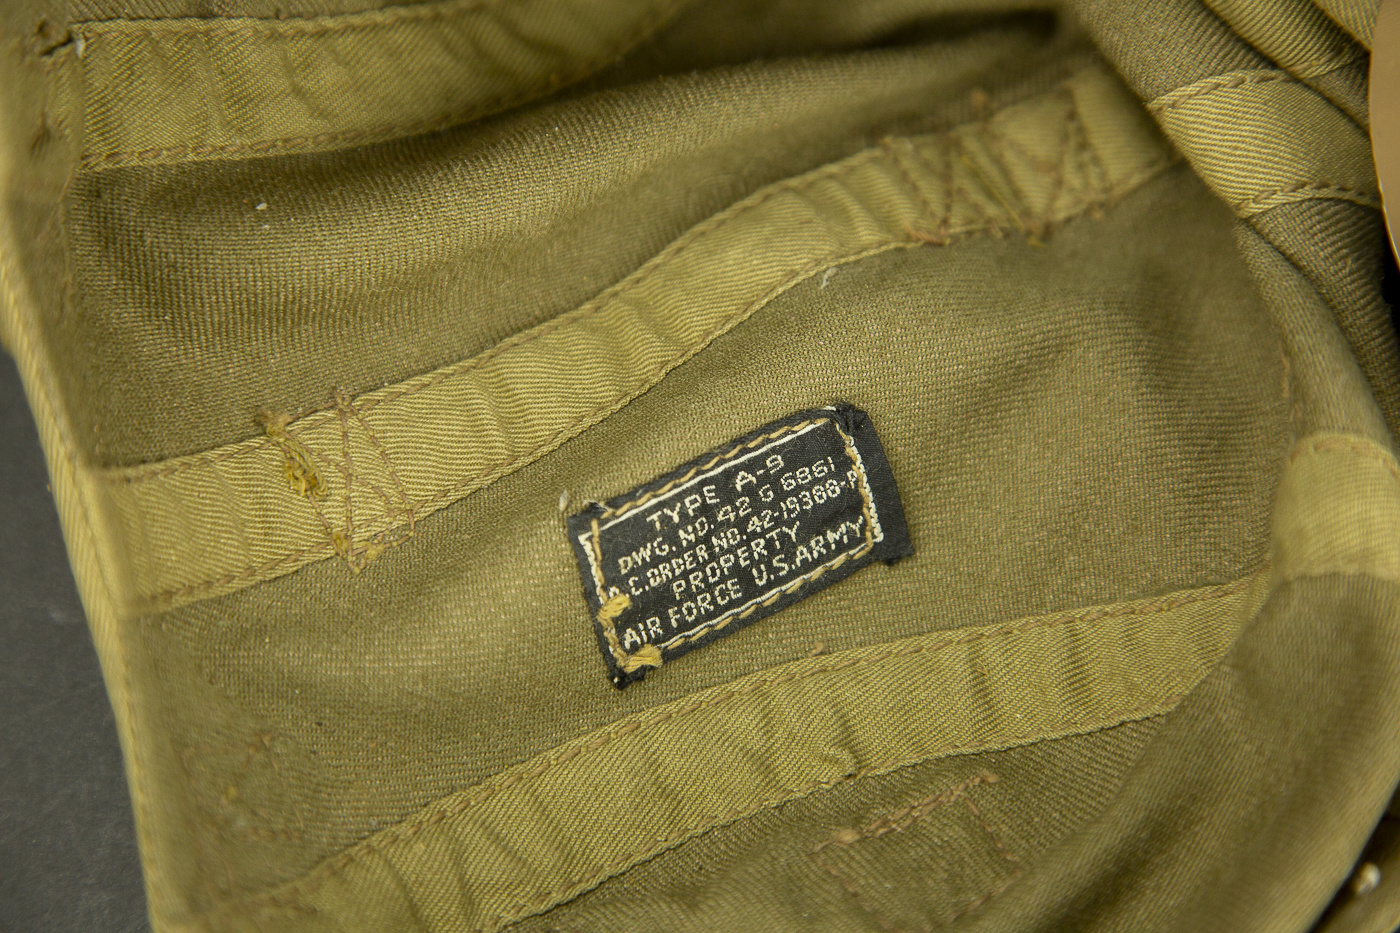 TYPE A-9
DWG. NO. 42 G 6861
A.C. ORDER NO. 42-19388-P
PROPERTY
AIR FORCE U.S. ARMY